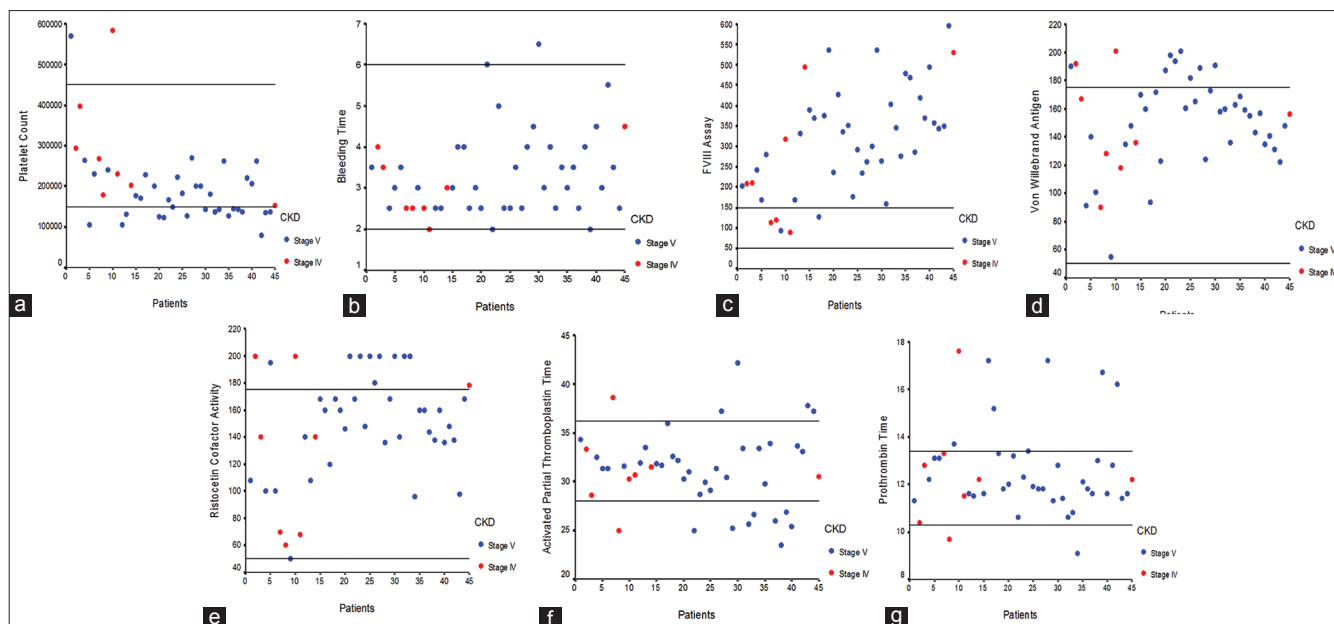 600000
500000
400000
300000
200000
100000
0
Platelet Count
0 5 10 15 20 25 30 35 40 45
Patients
CKD
Stage V
Stage IV
a
7
6
5
4
3
2
1
Bleeding Time
0 5 10 15 20 25 30 35 40 45
Patients
CKD
Stage V
Stage IV
b
600
550
500
450
400
350
300
250
200
150
100
50
0
FVIII Assay
0 5 10 15 20 25 30 35 40 45
Patients
CKD
Stage V
Stage IV
c
220
200
180
160
140
120
100
80
60
40
Von Willebrand Antigen
0 5 10 15 20 25 30 35 40 45
Patients
CKD
Stage V
Stage IV
d
220
200
180
160
140
120
100
80
60
40
Ristocetin Cofactor Activity
0 5 10 15 20 25 30 35 40 45
Patients
CKD
Stage V
Stage IV
e
45
40
35
30
25
20
Activated Partial Thromboplastin Time
0 5 10 15 20 25 30 35 40 45
Patients
CKD
Stage V
Stage IV
f
18
16
14
12
10
8
Prothrombin Time
0 5 10 15 20 25 30 35 40 45
Patients
CKD
Stage V
Stage IV
g